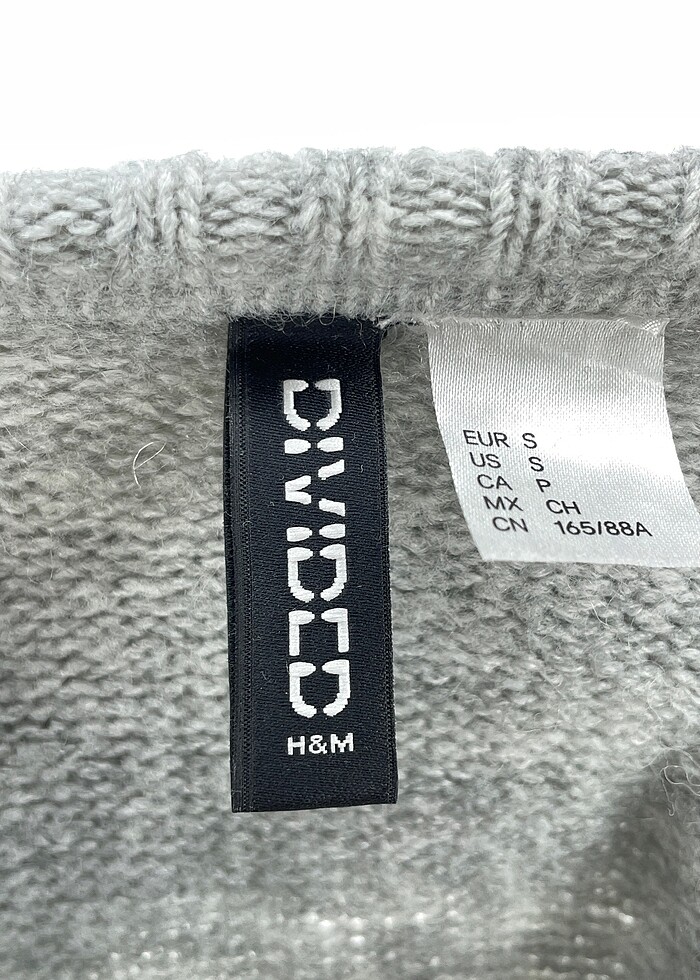 DIVIDED
H&M
EUR S
US S
CA P
MX CH
CN 165/88A